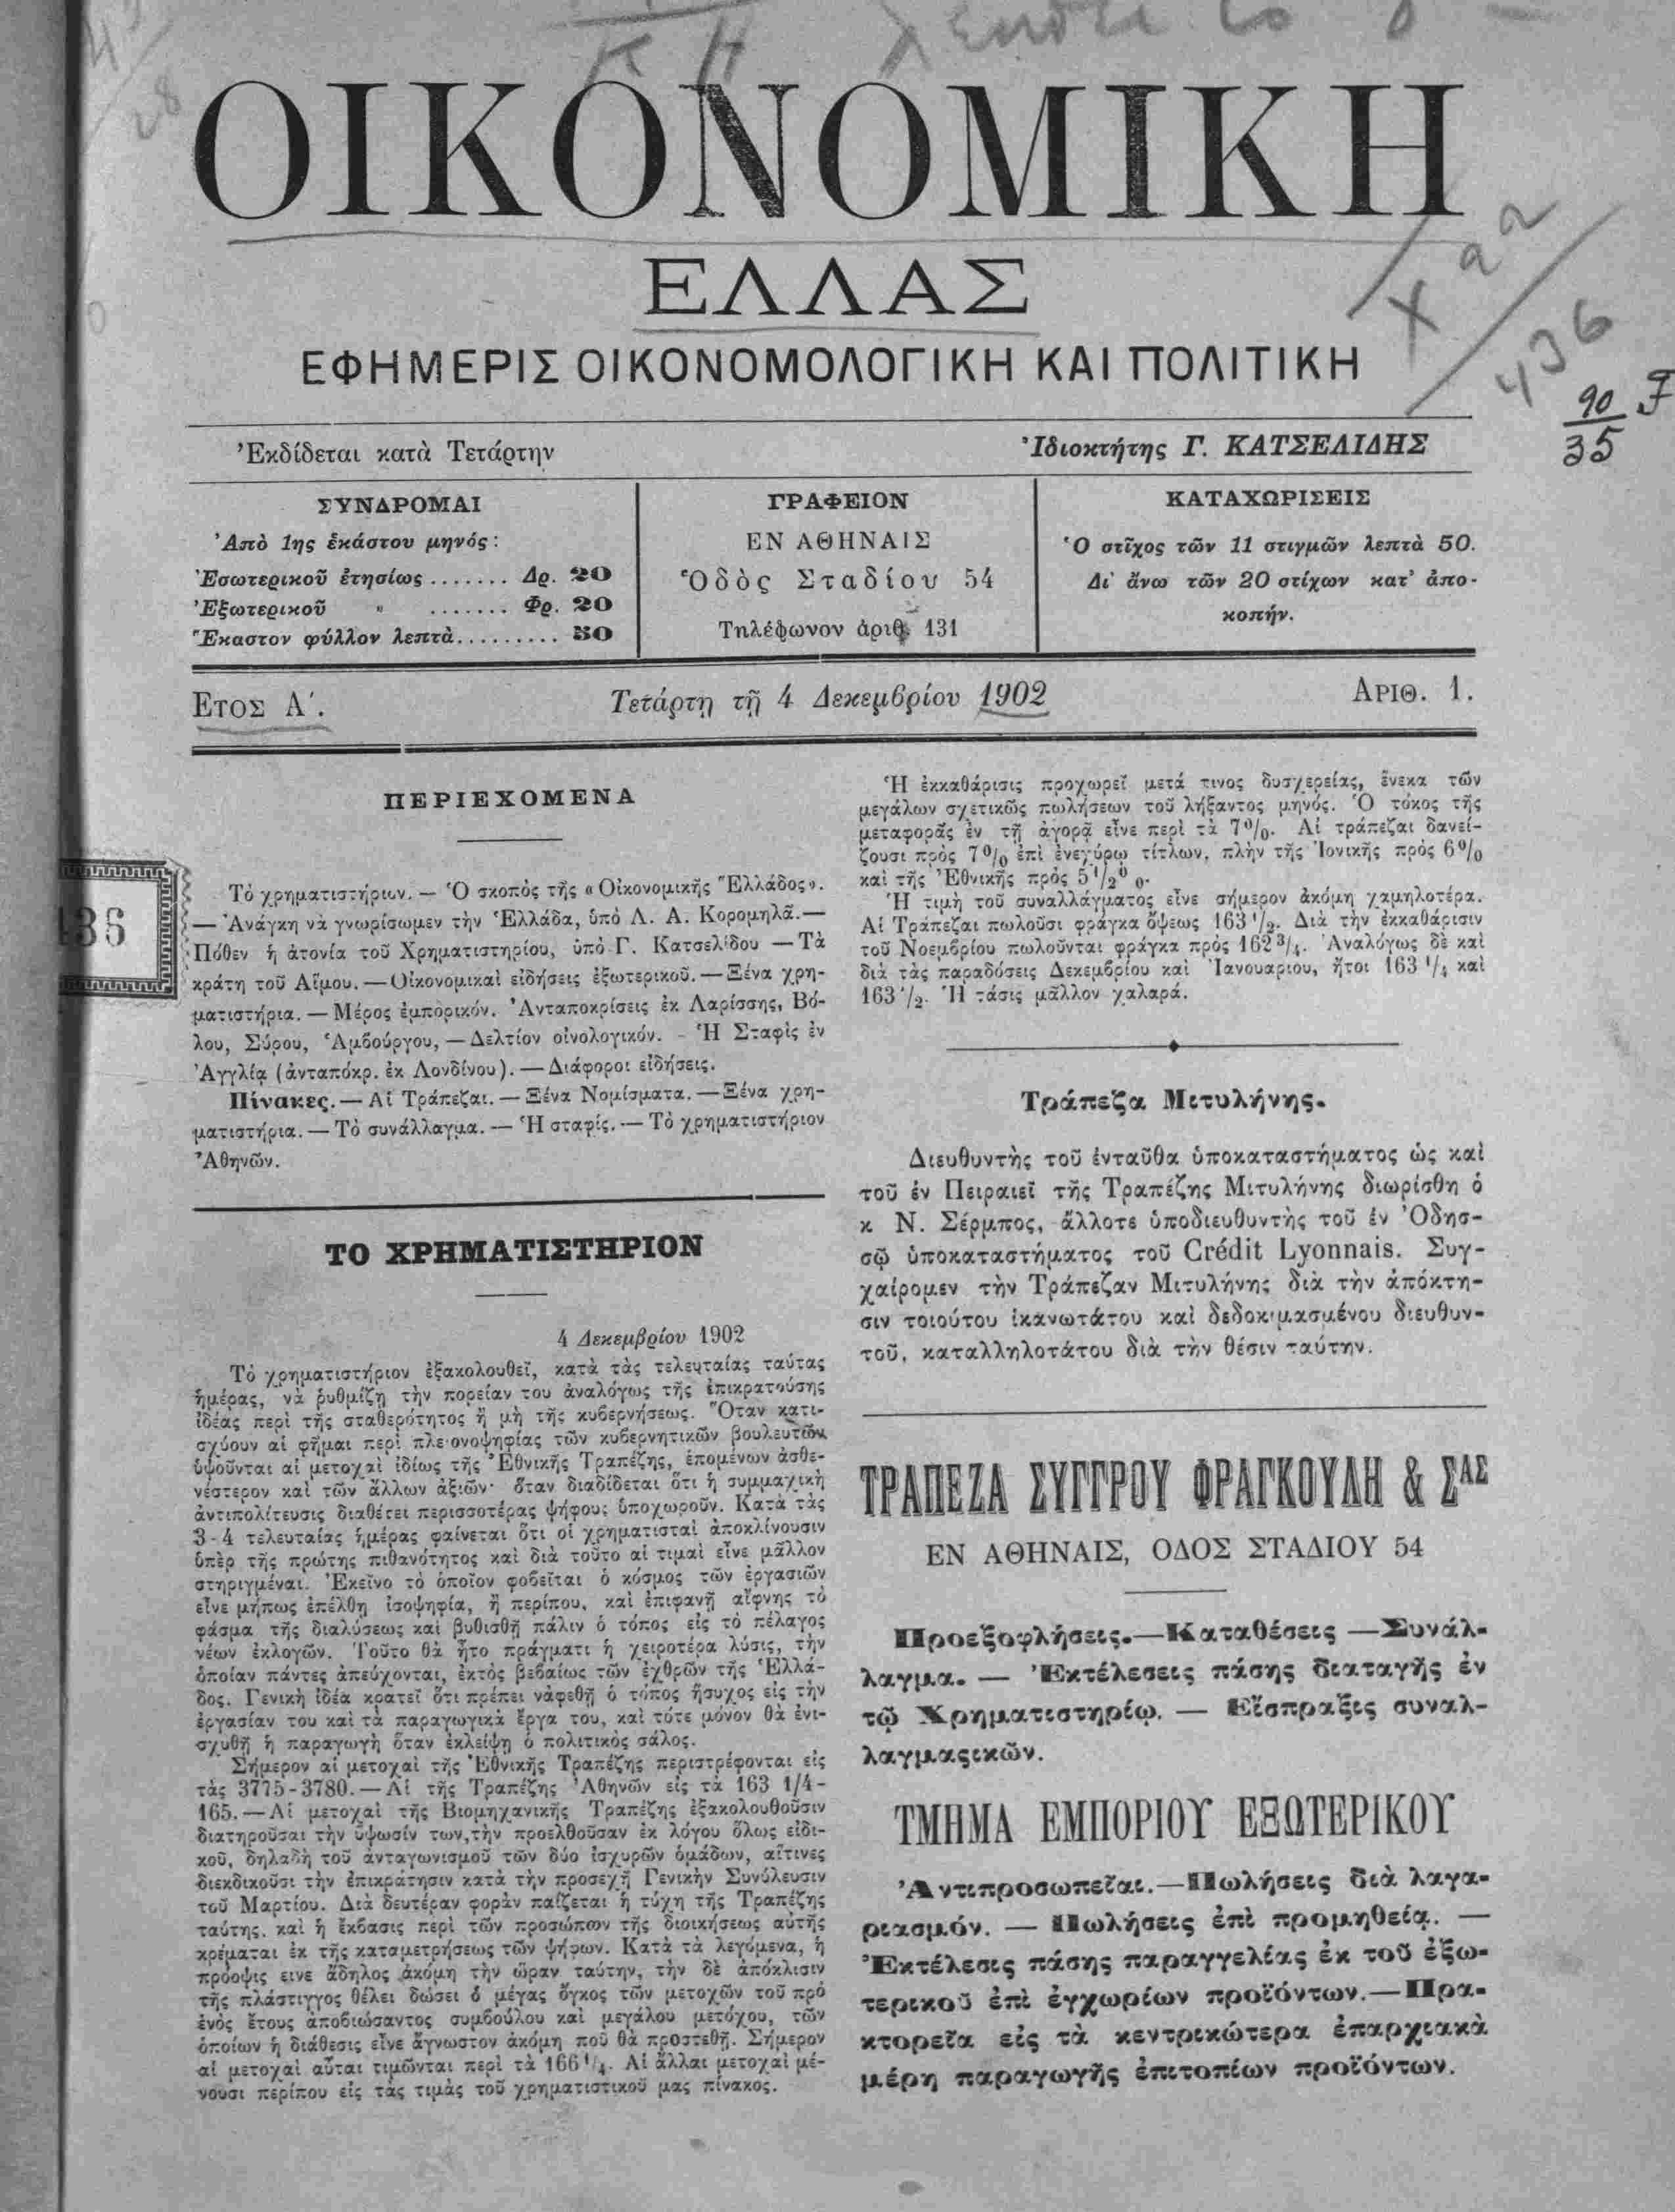 ΟΙΚΟΝΟΜΙΚΗ
ΕΛΛΑΣ
ΕΦΗΜΕΡΙΣ ΟΙΚΟΝΟΜΟΛΟΓΙΚΗ ΚΑΙ ΠΟΛΙΤΙΚΗ
Χαα
436
90
35
Ἐκδίδεται κατὰ Τετάρτην
Ἰδιοκτήτης Γ. ΚΑΤΣΕΛΙΔΗΣ
ΣΥΝΔΡΟΜΑΙ
Ἀπὸ 1ης ἑκάστου μηνός:
Ἐσωτερικοῦ ἐτησίως ....... Δρ. 20
Ἐξωτερικοῦ " ....... Φρ. 20
Ἕκαστον φύλλον λεπτὰ......... 50
ΓΡΑΦΕΙΟΝ
ΕΝ ΑΘΗΝΑΙΣ
Ὁδὸς Σταδίου 54
Τηλέφωνον ἀριθ. 131
ΚΑΤΑΧΩΡΙΣΕΙΣ
Ὁ στῖχος τῶν 11 στιγμῶν λεπτὰ 50.
Δι' ἄνω τῶν 20 στίχων κατ' ἀπο-
κοπήν.
ΕΤΟΣ Α΄.
Τετάρτῃ τῇ 4 Δεκεμβρίου 1902
ΑΡΙΘ. 1.
ΠΕΡΙΕΧΟΜΕΝΑ
Τὸ χρηματιστήριον. — Ὁ σκοπὸς τῆς «Οἰκονομικῆς Ἑλλάδος».
— Ἀνάγκη νὰ γνωρίσωμεν τὴν Ἑλλάδα, ὑπὸ Λ. Α. Κορομηλᾶ.—
Πόθεν ἡ ἀτονία τοῦ Χρηματιστηρίου, ὑπὸ Γ. Κατσελίδου —Τὰ
κράτη τοῦ Αἵμου.—Οἰκονομικαὶ εἰδήσεις ἐξωτερικοῦ.—Ξένα χρη-
ματιστήρια. — Μέρος ἐμπορικόν. Ἀνταποκρίσεις ἐκ Λαρίσσης, Βό-
λου, Σύρου, Ἁμβούργου, — Δελτίον οἰνολογικόν. - Ἡ Σταφὶς ἐν
Ἀγγλίᾳ (ἀνταπόκρ. ἐκ Λονδίνου).—Διάφοροι εἰδήσεις.
Πίνακες.— Αἱ Τράπεζαι.—Ξένα Νομίσματα.—Ξένα χρη-
ματιστήρια. — Τὸ συνάλλαγμα. — Ἡ σταφίς. — Τὸ χρηματιστήριον
Ἀθηνῶν.
ΤΟ ΧΡΗΜΑΤΙΣΤΗΡΙΟΝ
4 Δεκεμβρίου 1902
Τὸ χρηματιστήριον ἐξακολουθεῖ, κατὰ τὰς τελευταίας ταύτας
ἡμέρας, νὰ ῥυθμίζῃ τὴν πορείαν του ἀναλόγως τῆς ἐπικρατούσης
ἰδέας περὶ τῆς σταθερότητος ἢ μὴ τῆς κυβερνήσεως. Ὅταν κατι-
σχύουν αἱ φῆμαι περὶ πλειονοψηφίας τῶν κυβερνητικῶν βουλευτῶν,
ὑψοῦνται αἱ μετοχαὶ ἰδίως τῆς Ἐθνικῆς Τραπέζης, ἑπομένων ἀσθε-
νέστερον καὶ τῶν ἄλλων ἀξιῶν· ὅταν διαδίδεται ὅτι ἡ συμμαχικὴ
ἀντιπολίτευσις διαθέτει περισσοτέρας ψήφους ὑποχωροῦν. Κατὰ τὰς
3-4 τελευταίας ἡμέρας φαίνεται ὅτι οἱ χρηματισταὶ ἀποκλίνουσιν
ὑπὲρ τῆς πρώτης πιθανότητος καὶ διὰ τοῦτο αἱ τιμαὶ εἶνε μᾶλλον
στηριγμέναι. Ἐκεῖνο τὸ ὁποῖον φοβεῖται ὁ κόσμος τῶν ἐργασιῶν
εἶνε μήπως ἐπέλθῃ ἰσοψηφία, ἢ περίπου, καὶ ἐπιφανῇ αἴφνης τὸ
φάσμα τῆς διαλύσεως καὶ βυθισθῇ πάλιν ὁ τόπος εἰς τὸ πέλαγος
νέων ἐκλογῶν. Τοῦτο θὰ ἦτο πράγματι ἡ χειροτέρα λύσις, τὴν
ὁποίαν πάντες ἀπεύχονται, ἐκτὸς βεβαίως τῶν ἐχθρῶν τῆς Ἑλλά-
δος. Γενικὴ ἰδέα κρατεῖ ὅτι πρέπει νἀφεθῇ ὁ τόπος ἥσυχος εἰς τὴν
ἐργασίαν του καὶ τὰ παραγωγικὰ ἔργα του, καὶ τότε μόνον θὰ ἐνι-
σχυθῇ ἡ παραγωγὴ ὅταν ἐκλείψῃ ὁ πολιτικὸς σάλος.
Σήμερον αἱ μετοχαὶ τῆς Ἐθνικῆς Τραπέζης περιστρέφονται εἰς
τὰς 3775-3780.— Αἱ τῆς Τραπέζης Ἀθηνῶν εἰς τὰ 163 1/4-
165.—Αἱ μετοχαὶ τῆς Βιομηχανικῆς Τραπέζης ἐξακολουθοῦσιν
διατηροῦσαι τὴν ὕψωσίν των, τὴν προελθοῦσαν ἐκ λόγου ὅλως εἰδι-
κοῦ, δηλαδὴ τοῦ ἀνταγωνισμοῦ τῶν δύο ἰσχυρῶν ὁμάδων, αἵτινες
διεκδικοῦσι τὴν ἐπικράτησιν κατὰ τὴν προσεχῆ Γενικὴν Συνέλευσιν
τοῦ Μαρτίου. Διὰ δευτέραν φορὰν παίζεται ἡ τύχη τῆς Τραπέζης
ταύτης, καὶ ἡ ἔκβασις περὶ τῶν προσώπων τῆς διοικήσεως αὐτῆς
κρέμαται ἐκ τῆς καταμετρήσεως τῶν ψήφων. Κατὰ τὰ λεγόμενα, ἡ
πρόοψις εινε ἄδηλος ἀκόμη τὴν ὥραν ταύτην, τὴν δὲ ἀπόκλισιν
τῆς πλάστιγγος θέλει δώσει ὁ μέγας ὄγκος τῶν μετοχῶν τοῦ πρὸ
ἑνὸς ἔτους ἀποβιώσαντος συμβούλου καὶ μεγάλου μετόχου, τῶν
ὁποίων ἡ διάθεσις εἶνε ἄγνωστον ἀκόμη ποῦ θὰ προστεθῇ. Σήμερον
αἱ μετοχαὶ αὗται τιμῶνται περὶ τὰ 166 1/4. Αἱ ἄλλαι μετοχαὶ μέ-
νουσι περίπου εἰς τὰς τιμὰς τοῦ χρηματιστικοῦ μας πίνακος.
Ἡ ἐκκαθάρισις προχωρεῖ μετά τινος δυσχερείας, ἕνεκα τῶν
μεγάλων σχετικῶς πωλήσεων τοῦ λήξαντος μηνός. Ὁ τόκος τῆς
μεταφορᾶς ἐν τῇ ἀγορᾷ εἶνε περὶ τὰ 7 0/0. Αἱ τράπεζαι δανεί-
ζουσι πρὸς 7 0/0 ἐπὶ ἐνεχύρῳ τίτλων, πλὴν τῆς Ἰονικῆς πρὸς 6 0/0
καὶ τῆς Ἐθνικῆς πρὸς 5 1/2 0 0.
Ἡ τιμὴ τοῦ συναλλάγματος εἶνε σήμερον ἀκόμη χαμηλοτέρα.
Αἱ Τράπεζαι πωλοῦσι φράγκα ὄψεως 163 1/2. Διὰ τὴν ἐκκαθάρισιν
τοῦ Νοεμβρίου πωλοῦνται φράγκα πρὸς 162 3/4. Ἀναλόγως δὲ καὶ
διὰ τὰς παραδόσεις Δεκεμβρίου καὶ Ἰανουαρίου, ἤτοι 163 1/4 καὶ
163 1/2. Ἡ τάσις μᾶλλον χαλαρά.
Τράπεζα Μιτυλήνης.
Διευθυντὴς τοῦ ἐνταῦθα ὑποκαταστήματος ὡς καὶ
τοῦ ἐν Πειραιεῖ τῆς Τραπέζης Μιτυλήνης διωρίσθη ὁ
κ Ν. Σέρμπος, ἄλλοτε ὑποδιευθυντὴς τοῦ ἐν Ὀδησ-
σῷ ὑποκαταστήματος τοῦ Crédit Lyonnais. Συγ-
χαίρομεν τὴν Τράπεζαν Μιτυλήνης διὰ τὴν ἀπόκτη-
σιν τοιούτου ἱκανωτάτου καὶ δεδοκιμασμένου διευθυν-
τοῦ, καταλληλοτάτου διὰ τὴν θέσιν ταύτην.
ΤΡΑΠΕΖΑ ΣΥΓΓΡΟΥ ΦΡΑΓΚΟΥΔΗ & ΣΑΣ
ΕΝ ΑΘΗΝΑΙΣ, ΟΔΟΣ ΣΤΑΔΙΟΥ 54
Προεξοφλήσεις.—Καταθέσεις —Συνάλ-
λαγμα. — Ἐκτέλεσεις πάσης διαταγῆς ἐν
τῷ Χρηματιστηρίῳ. — Εἴσπραξις συναλ-
λαγμαςικῶν.
ΤΜΗΜΑ ΕΜΠΟΡΙΟΥ ΕΞΩΤΕΡΙΚΟΥ
Ἀντιπροσωπεῖαι.—Πωλήσεις διὰ λαγα-
ριασμόν. — Πωλήσεις ἐπὶ προμηθείᾳ. —
Ἐκτέλεσις πάσης παραγγελίας ἐκ τοῦ ἐξω-
τερικοῦ ἐπὶ ἐγχωρίων προϊόντων.—Πρα-
κτορεῖα εἰς τὰ κεντρικώτερα ἐπαρχιακὰ
μέρη παραγωγῆς ἐπιτοπίων προϊόντων.